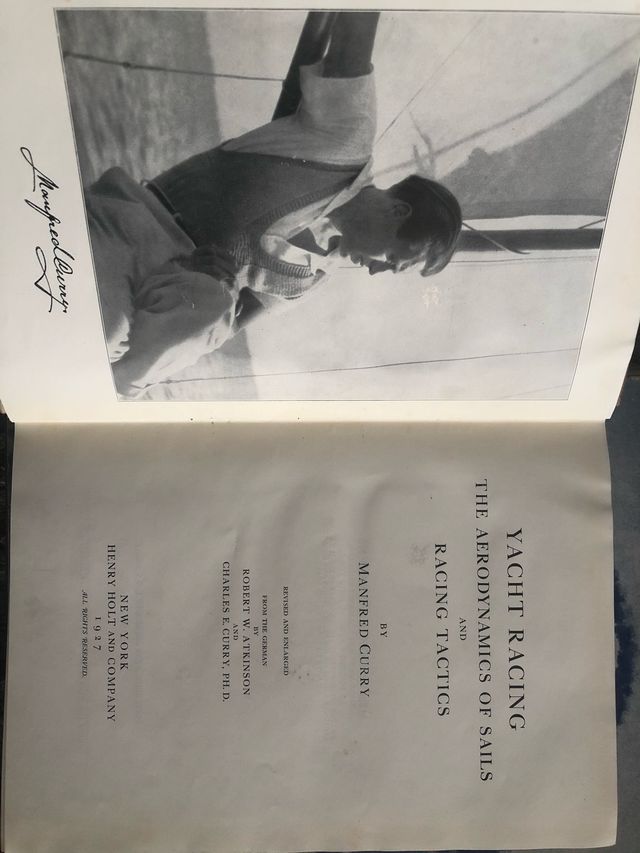 Manfred Curry.
YACHT RACING
THE AERODYNAMICS OF SAILS
AND
RACING TACTICS
BY
MANFRED CURRY
REVISED AND ENLARGED
FROM THE GERMAN
BY
ROBERT W. ATKINSON
AND
CHARLES E. CURRY, PH. D.
NEW YORK
HENRY HOLT AND COMPANY
1927
ALL RIGHTS RESERVED.